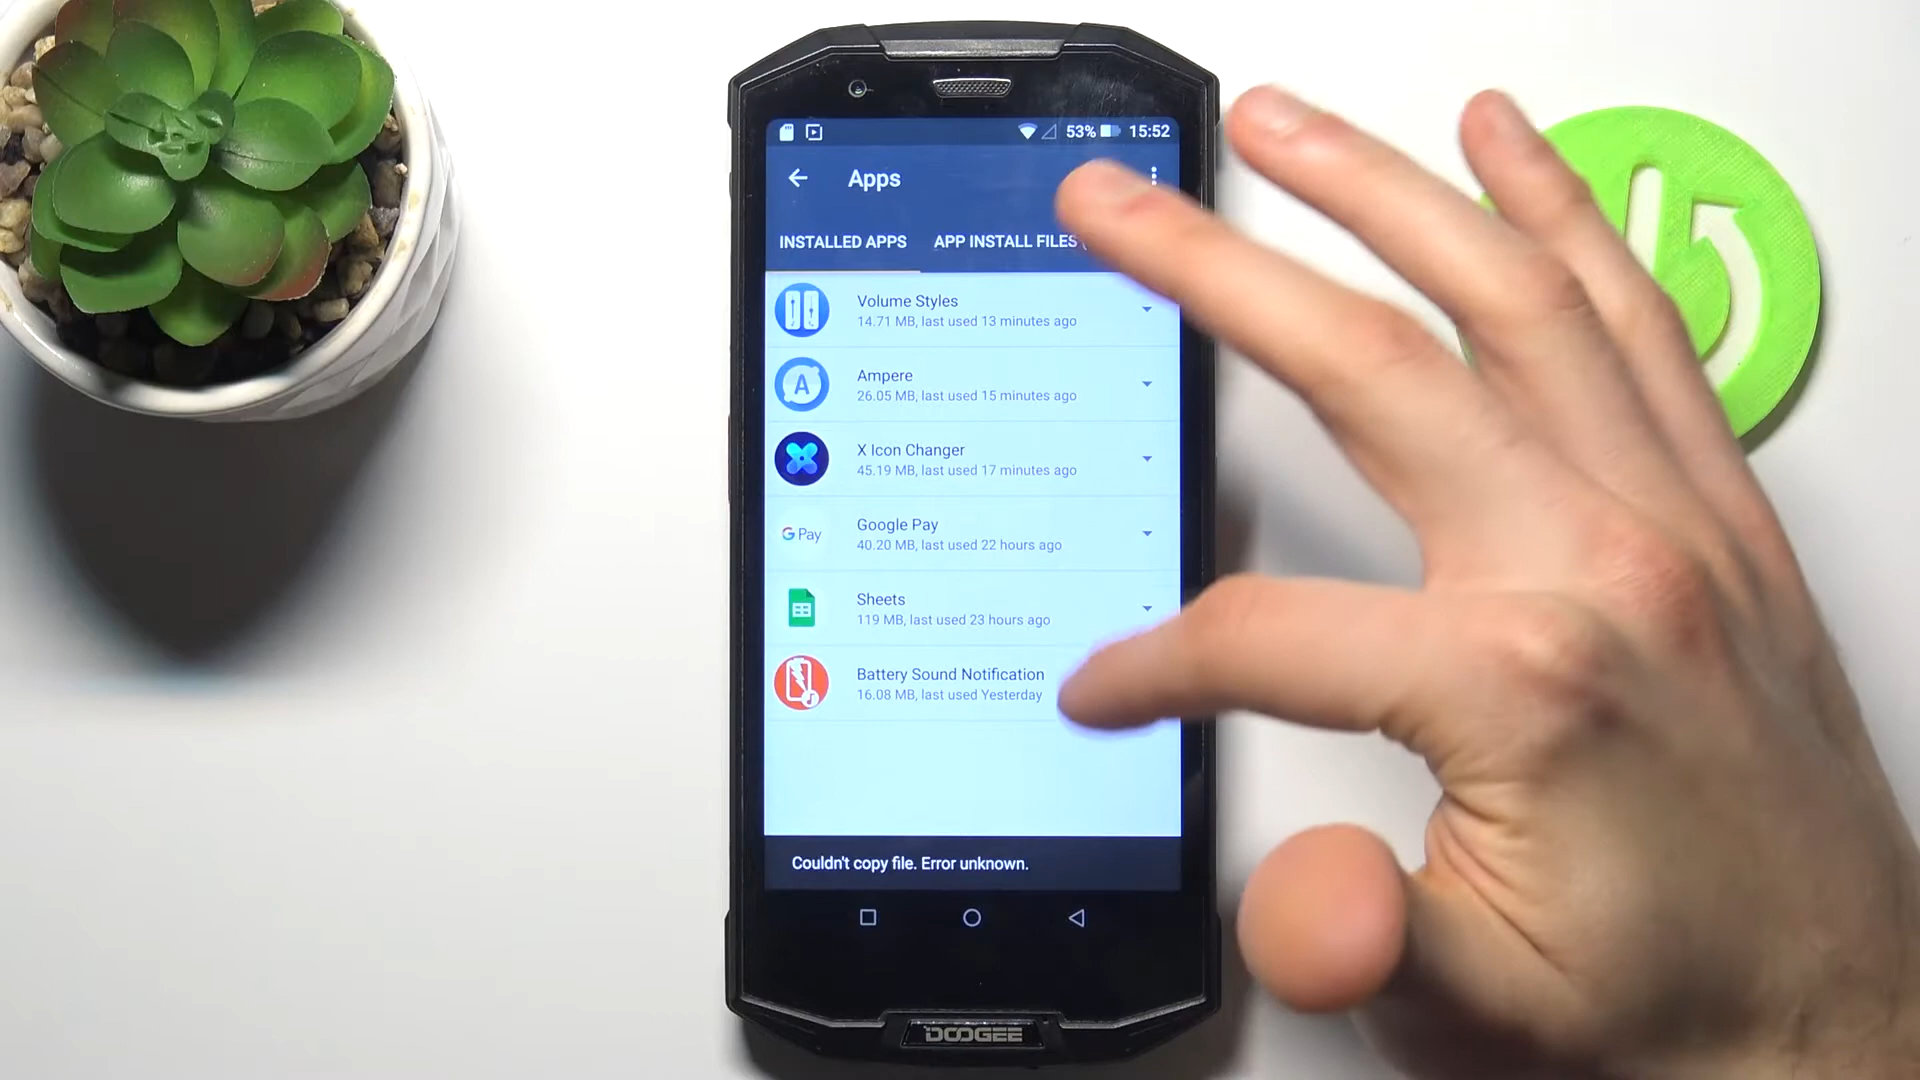 53% 15:52
Apps
INSTALLED APPS APP INSTALL FILES
Volume Styles
14.71 MB, last used 13 minutes ago
A
Ampere
26.05 MB, last used 15 minutes ago
X Icon Changer
45.19 MB, last used 17 minutes ago
G Pay
Google Pay
40.20 MB, last used 22 hours ago
Sheets
119 MB, last used 23 hours ago
Battery Sound Notification
16.08 MB, last used Yesterday
Couldn't copy file. Error unknown.
DOOGEE